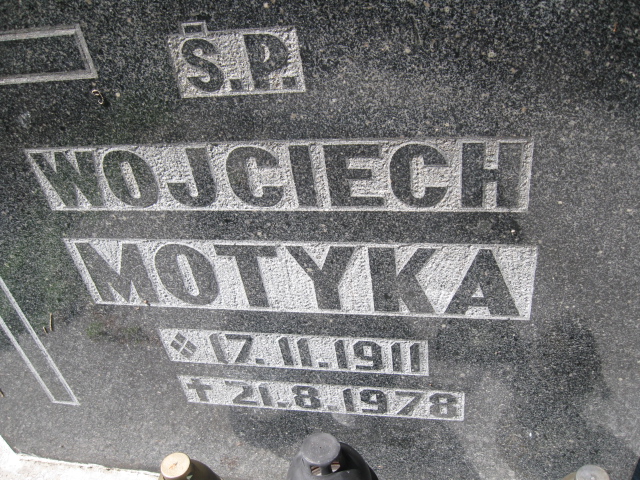 Ś.P.
WOJCIECH
MOTYKA
17.11.1911
† 21.8.1978